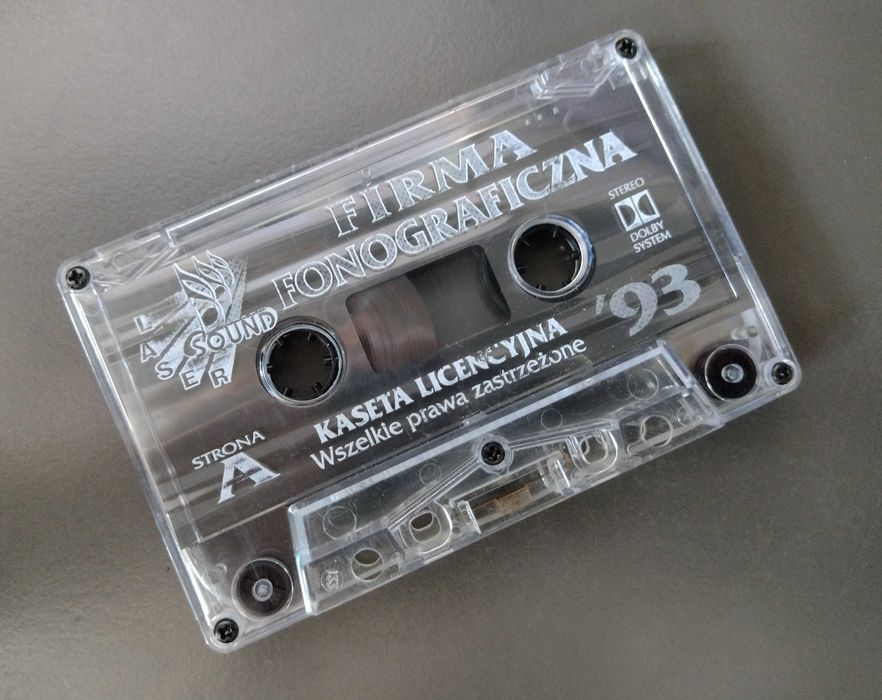 FIRMA
FONOGRAFICZNA
LASER
SOUND
STEREO
DOLBY
SYSTEM
'93
KASETA LICENCYJNA
Wszelkie prawa zastrzeżone
STRONA
A